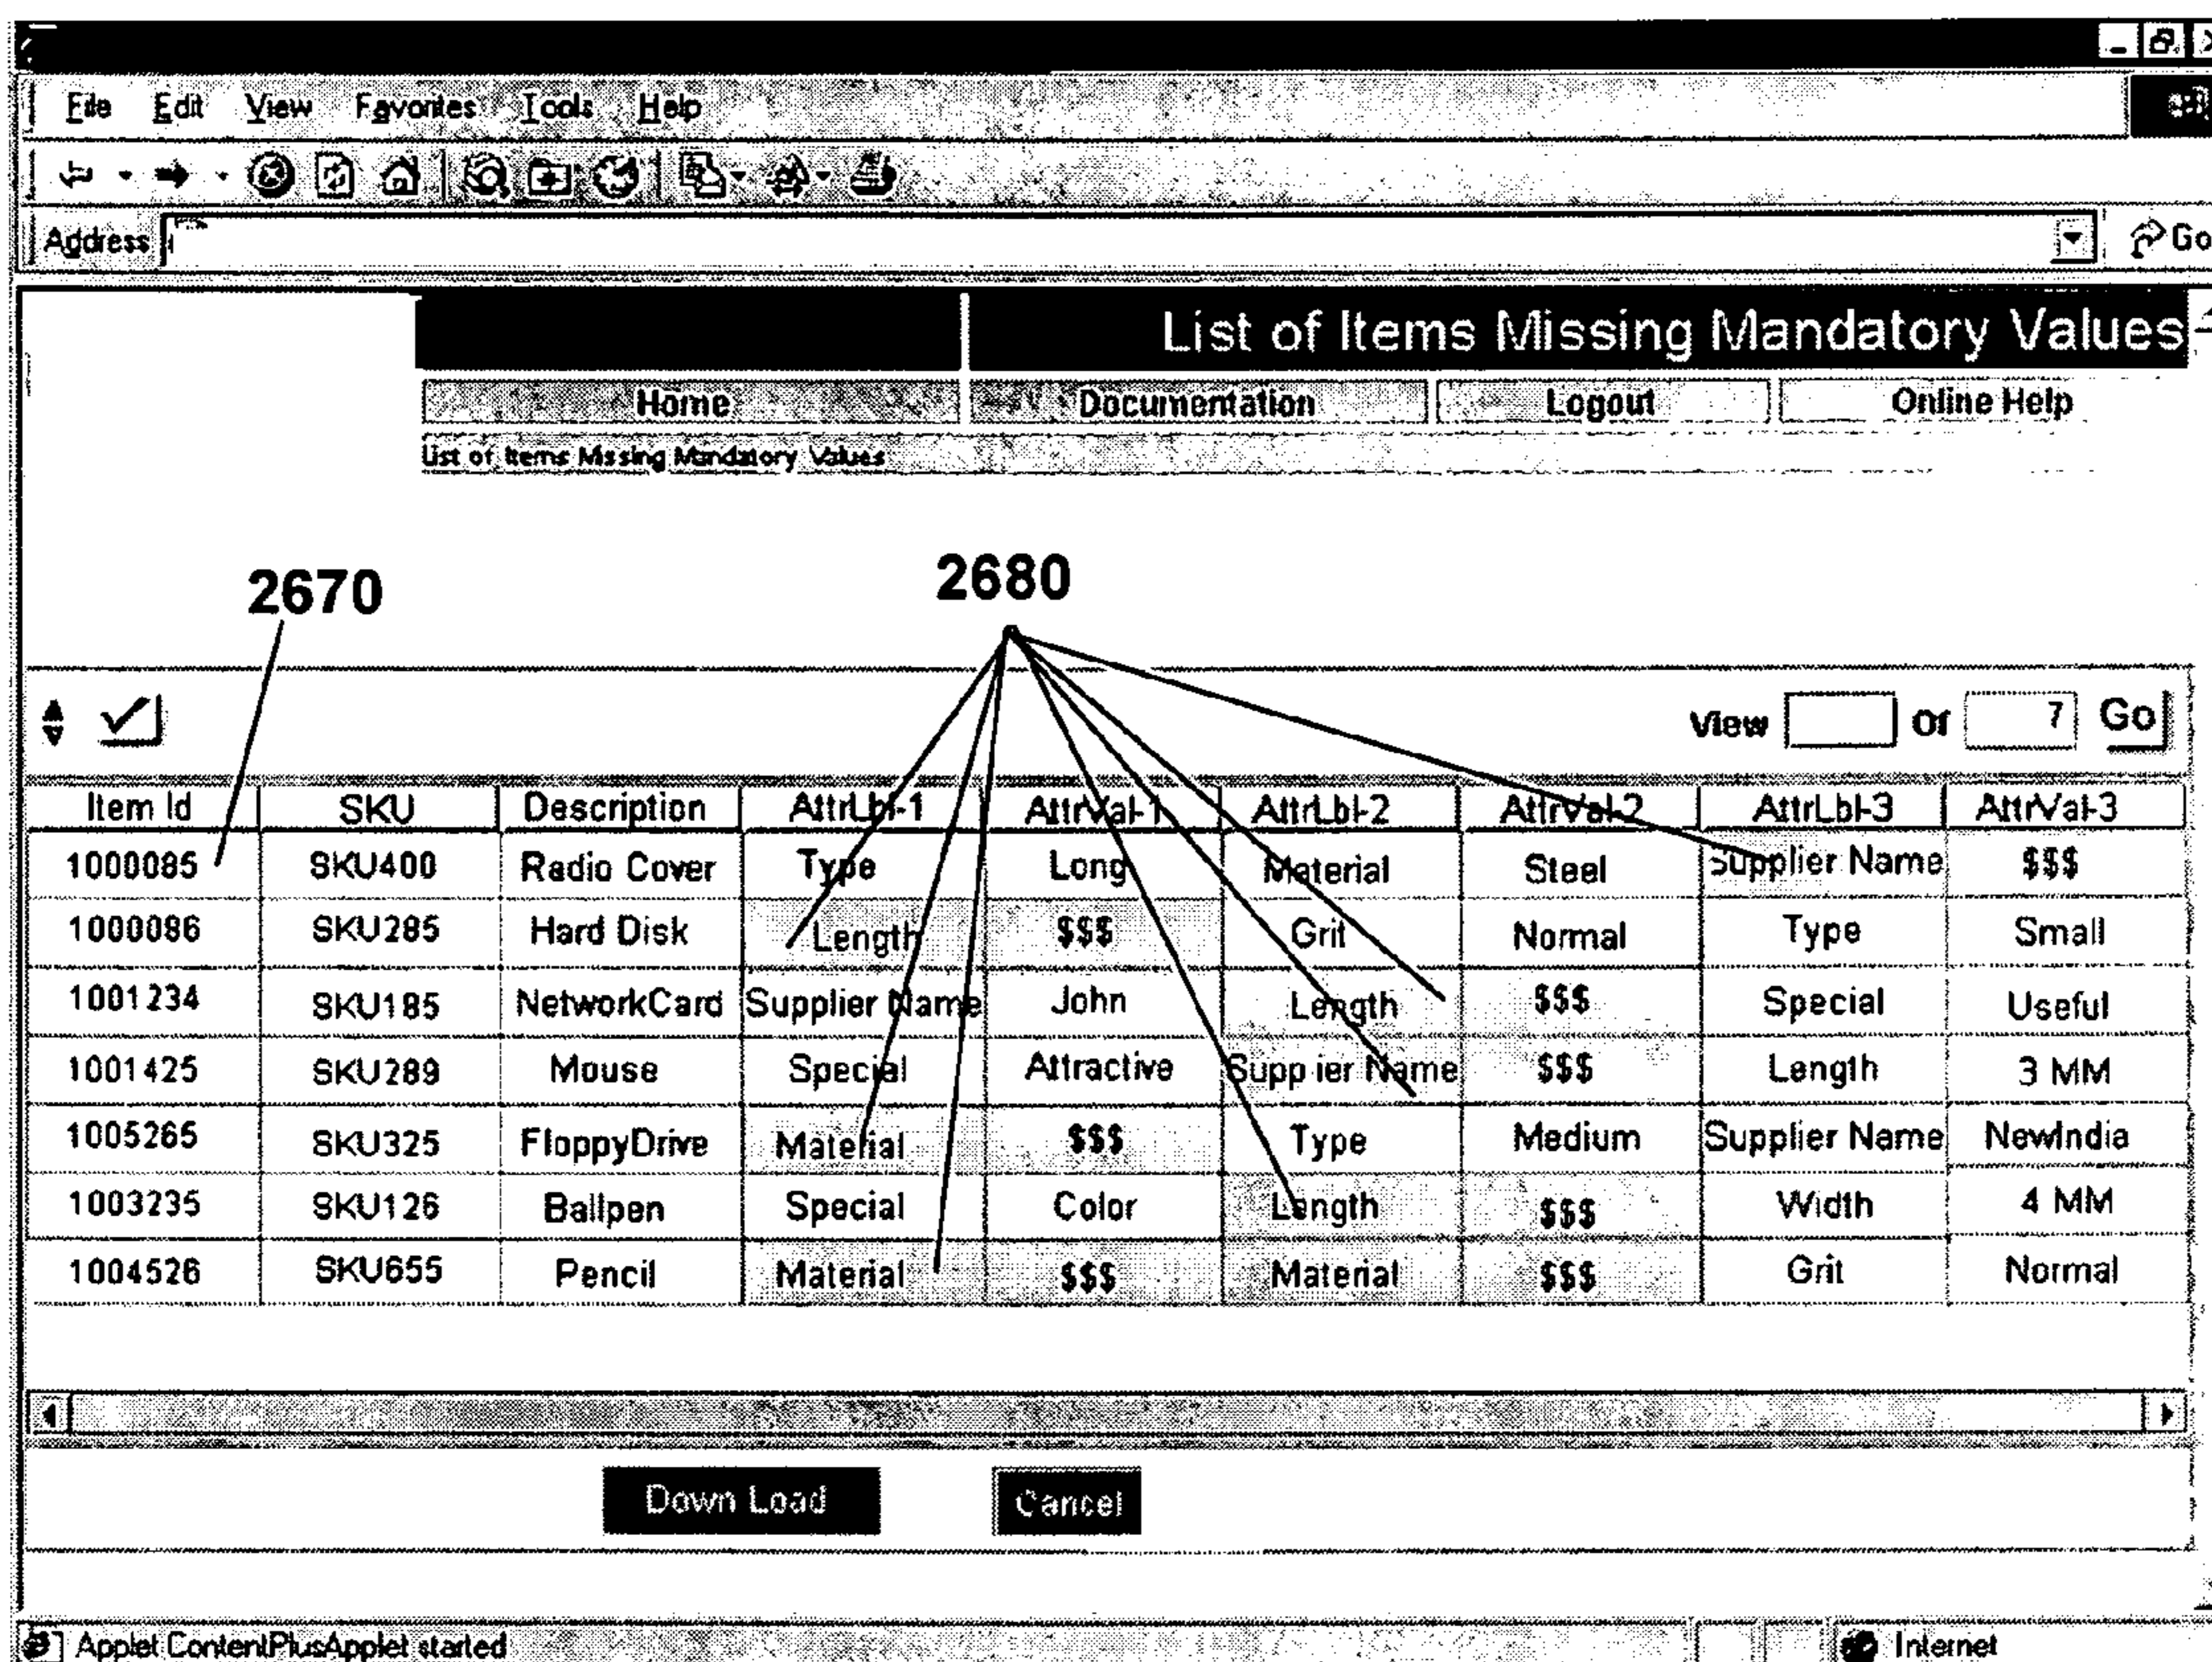 File Edit View Favorites Tools Help
Address Go
List of Items Missing Mandatory Values
Home Documentation Logout Online Help
List of Items Missing Mandatory Values
2670 2680
View or 7 Go
Item Id SKU Description AttrLbl-1 AttrVal-1 AttrLbl-2 AttrVal-2 AttrLbl-3 AttrVal-3
1000085 SKU400 Radio Cover Type Long Material Steel Supplier Name $$$
1000086 SKU285 Hard Disk Length $$$ Grit Normal Type Small
1001234 SKU185 NetworkCard Supplier Name John Length $$$ Special Useful
1001425 SKU289 Mouse Special Attractive Supp ier Name $$$ Length 3 MM
1005265 SKU325 FloppyDrive Material $$$ Type Medium Supplier Name NewIndia
1003235 SKU126 Ballpen Special Color Length $$$ Width 4 MM
1004526 SKU655 Pencil Material $$$ Material $$$ Grit Normal
Down Load Cancel
Applet ContentPlusApplet started Internet